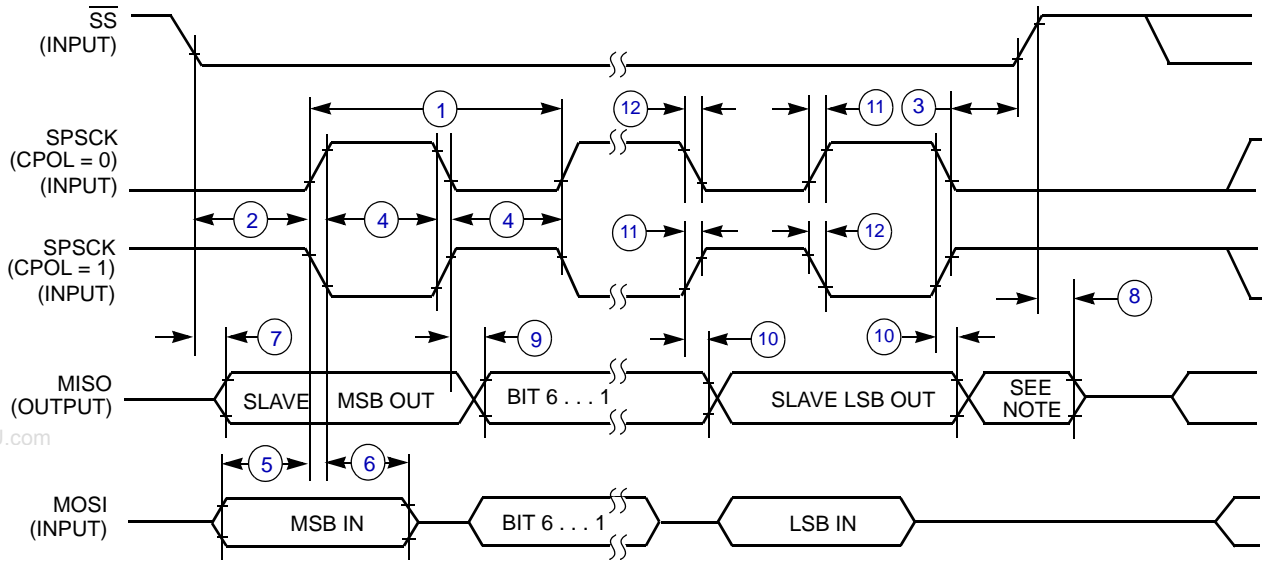 SS
(INPUT)
1
12
11
3
SPSCK
(CPOL = 0)
(INPUT)
2
4
4
11
12
SPSCK
(CPOL = 1)
(INPUT)
8
7
9
10
10
MISO
(OUTPUT)
SLAVE MSB OUT
BIT 6 . . . 1
SLAVE LSB OUT
SEE
NOTE
J.com
5
6
MOSI
(INPUT)
MSB IN
BIT 6 . . . 1
LSB IN